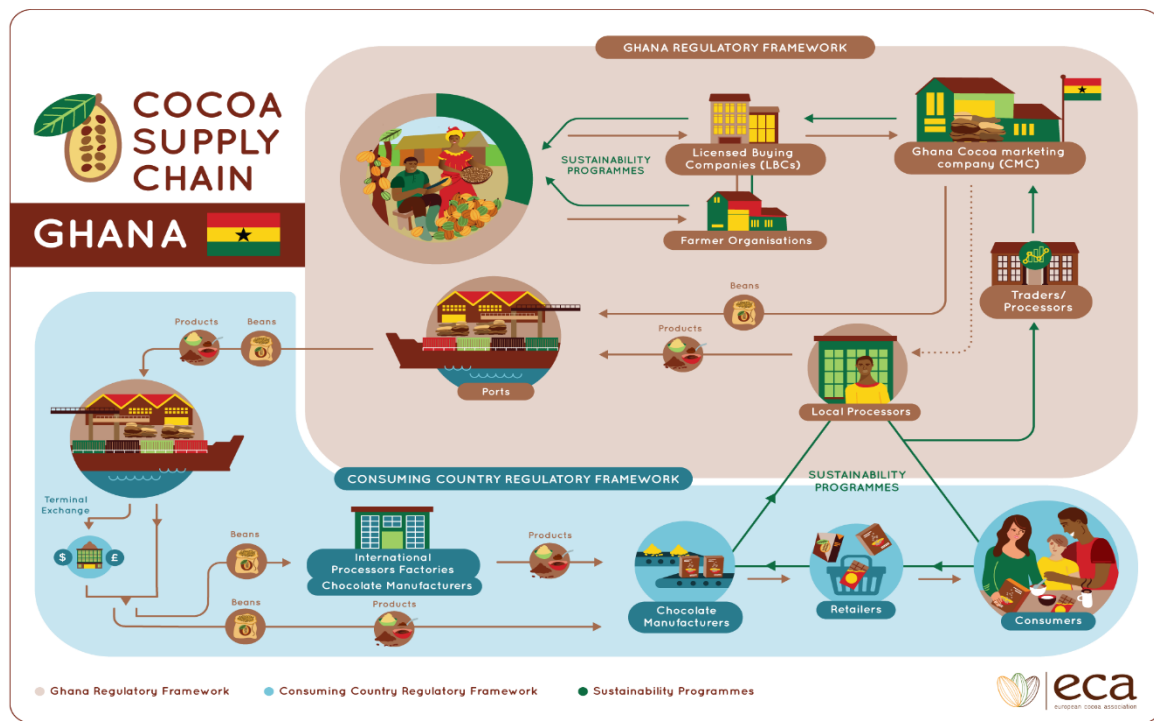 COCOA
SUPPLY
CHAIN
GHANA
GHANA REGULATORY FRAMEWORK
SUSTAINABILITY
PROGRAMMES
Licensed Buying
Companies (LBCs)
Ghana Cocoa marketing
company (CMC)
Farmer Organisations
Traders/
Processors
Beans
Products
Ports
Local Processors
Products
Beans
CONSUMING COUNTRY REGULATORY FRAMEWORK
SUSTAINABILITY
PROGRAMMES
Terminal
Exchange
$
£
Beans
International
Processors Factories
Chocolate Manufacturers
Products
Beans
Products
Chocolate
Manufacturers
Retailers
Consumers
Ghana Regulatory Framework
Consuming Country Regulatory Framework
Sustainability Programmes
eca
european cocoa association